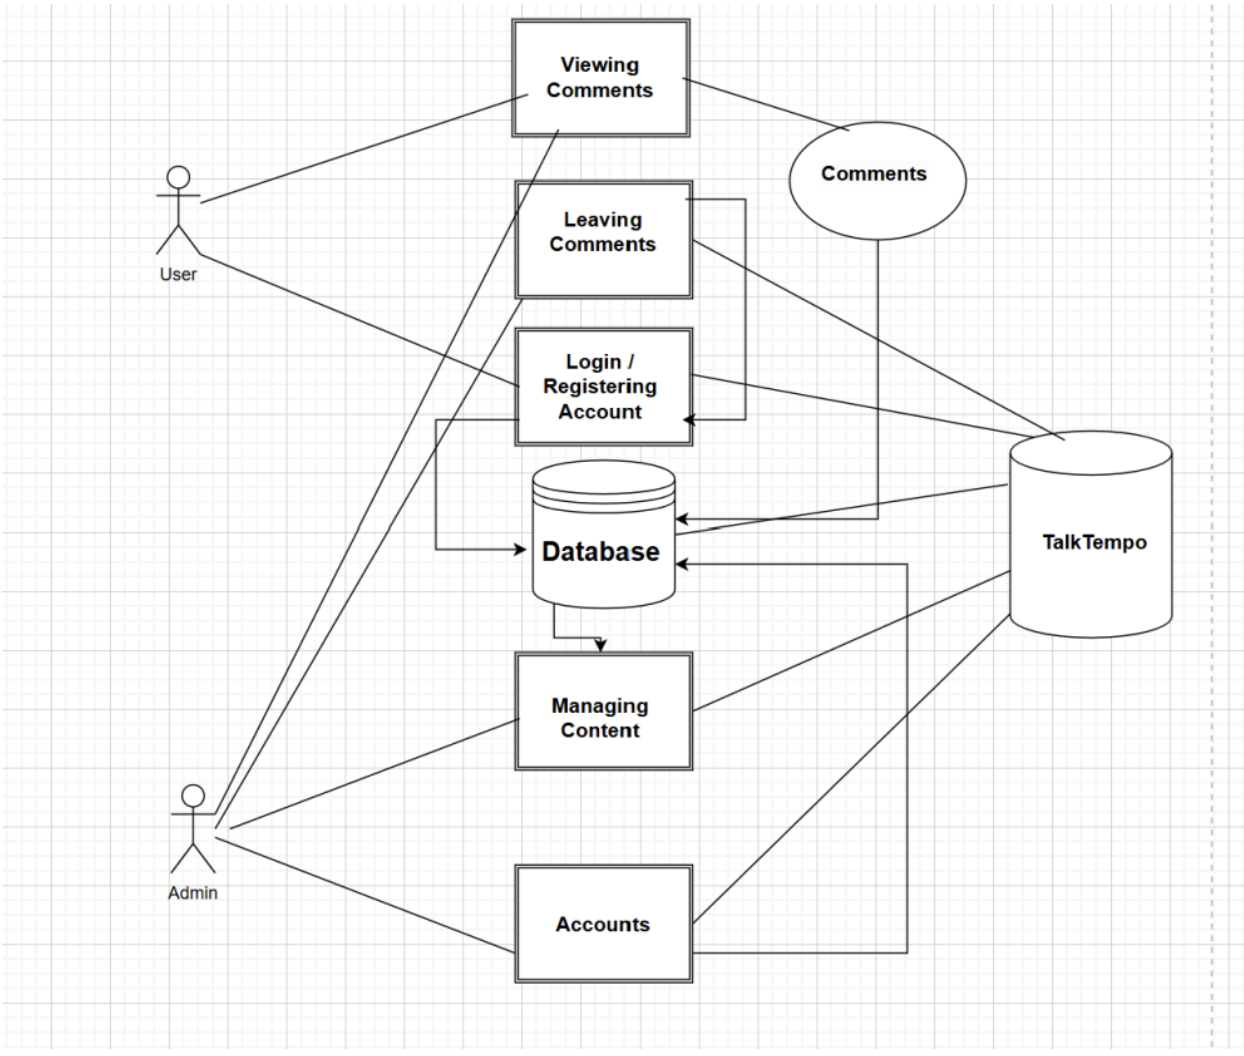 Viewing
Comments
Comments
User
Leaving
Comments
Login /
Registering
Account
Database
TalkTempo
Managing
Content
Admin
Accounts